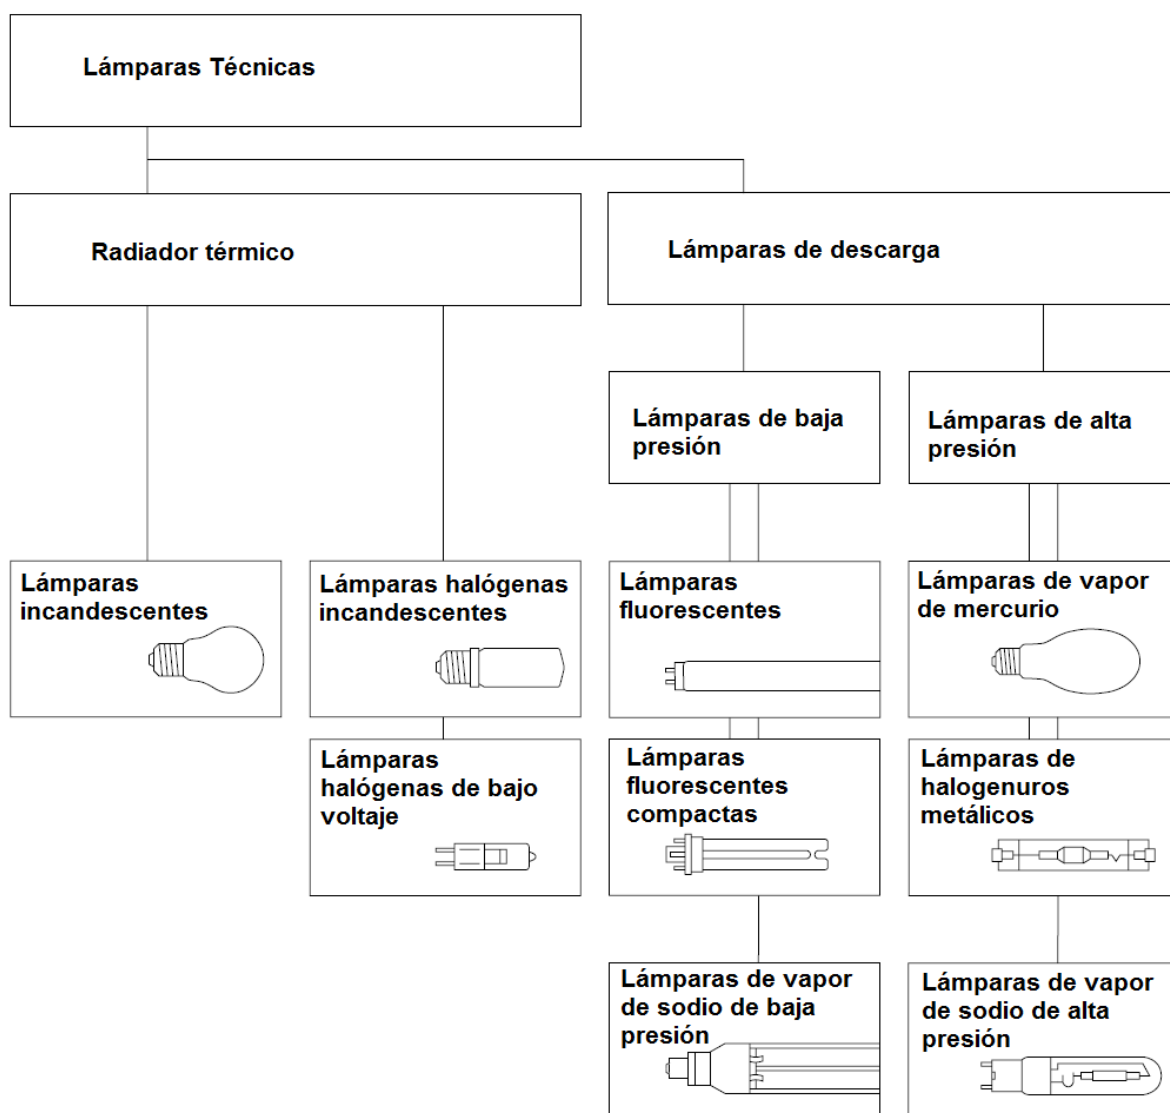 Lámparas Técnicas
Radiador térmico
Lámparas de descarga
Lámparas de baja
presión
Lámparas de alta
presión
Lámparas
incandescentes
Lámparas halógenas
incandescentes
Lámparas
fluorescentes
Lámparas de vapor
de mercurio
Lámparas
halógenas de bajo
voltaje
Lámparas
fluorescentes
compactas
Lámparas de
halogenuros
metálicos
Lámparas de vapor
de sodio de baja
presión
Lámparas de vapor
de sodio de alta
presión